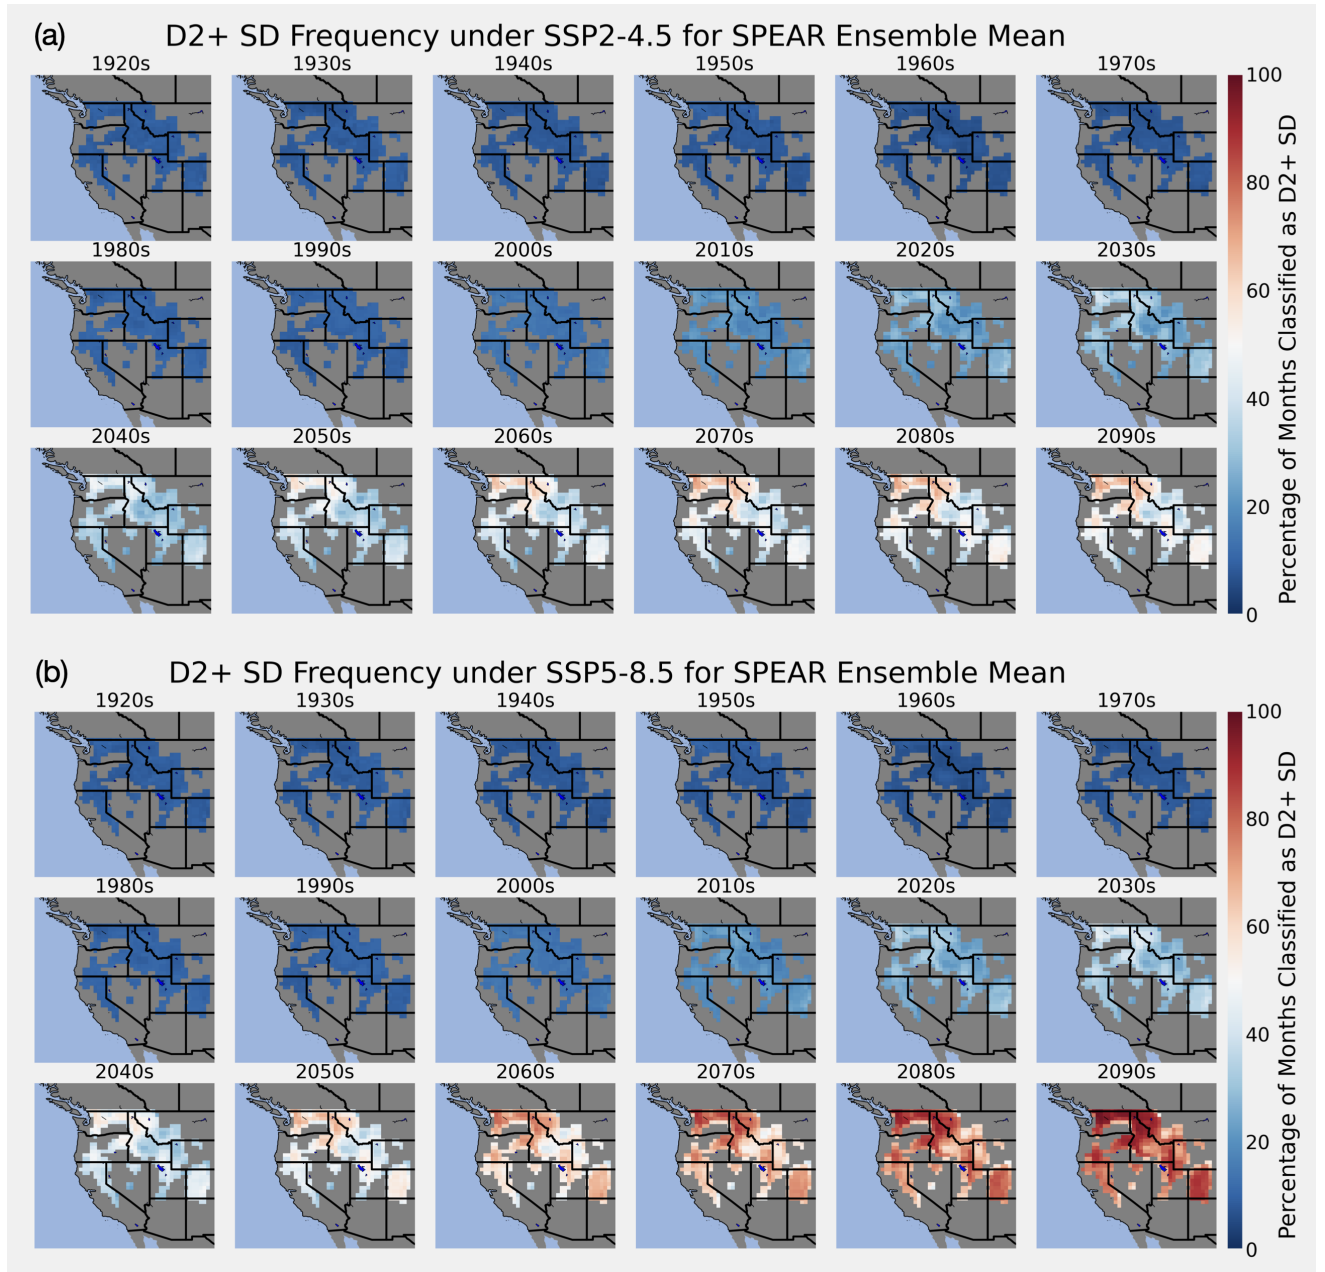 (a) D2+ SD Frequency under SSP2-4.5 for SPEAR Ensemble Mean
1920s 1930s 1940s 1950s 1960s 1970s
1980s 1990s 2000s 2010s 2020s 2030s
2040s 2050s 2060s 2070s 2080s 2090s
100
80
60
40
20
0
Percentage of Months Classified as D2+ SD
(b) D2+ SD Frequency under SSP5-8.5 for SPEAR Ensemble Mean
1920s 1930s 1940s 1950s 1960s 1970s
1980s 1990s 2000s 2010s 2020s 2030s
2040s 2050s 2060s 2070s 2080s 2090s
100
80
60
40
20
0
Percentage of Months Classified as D2+ SD